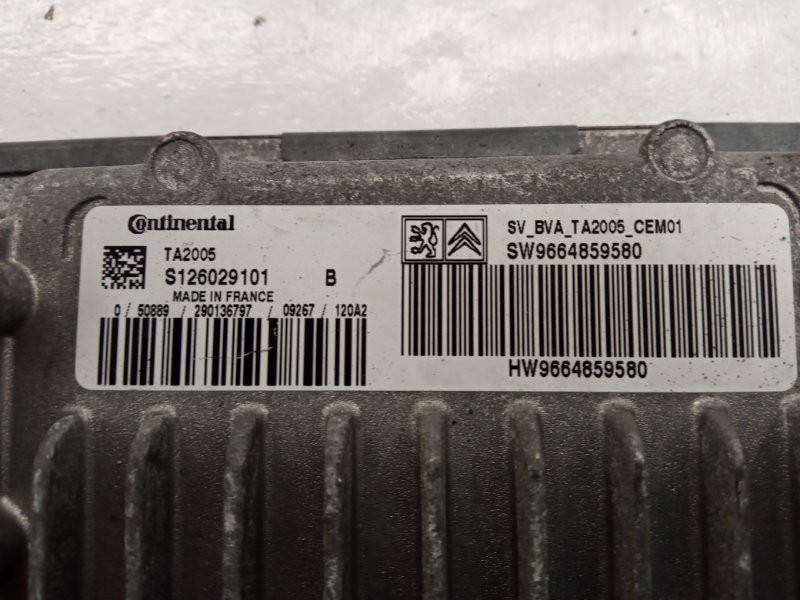 Continental
TA2005
S126029101 B
MADE IN FRANCE
0 / 50889 / 290136797 / 09267 / 120A2
SV_BVA_TA2005_CEM01
SW9664859580
HW9664859580